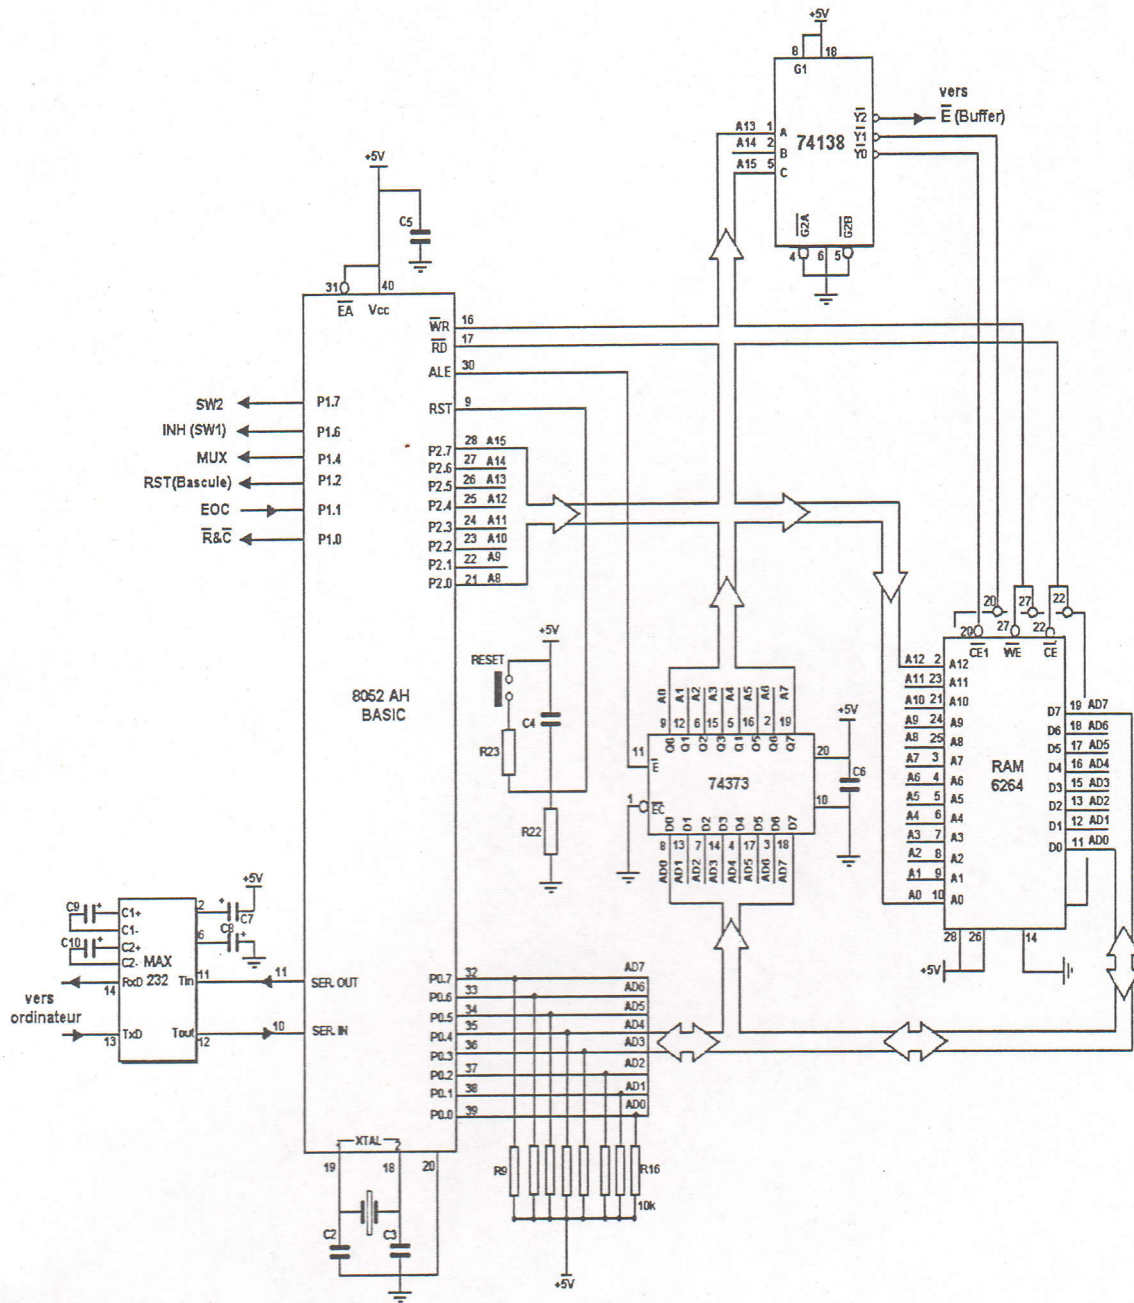 +5V
8 18
G1
vers
Y2 E (Buffer)
A13 1 A 74138 Y1
A14 2 B Y0
A15 5 C
G2A G2B
4 6 5
+5V
C5
31 40
EA Vcc
WR 16
RD 17
ALE 30
RST 9
SW2 P1.7
INH (SW1) P1.6
MUX P1.4
RST(Bascule) P1.2
EOC P1.1
R&C P1.0
P2.7 28 A15
P2.6 27 A14
P2.5 26 A13
P2.4 25 A12
P2.3 24 A11
P2.2 23 A10
P2.1 22 A9
P2.0 21 A8
8052 AH
BASIC
+5V
RESET
C4
R23
R22
A0 A1 A2 A3 A4 A5 A6 A7
9 12 6 15 5 16 2 19
Q0 Q1 Q2 Q3 Q1 Q5 Q6 Q7
+5V
11 E 20
74373 C6
1 EC 10
D0 D1 D2 D3 D4 D5 D6 D7
8 13 7 14 4 17 3 18
AD0 AD1 AD2 AD3 AD4 AD5 AD6 AD7
20 27 22
20 27 22
CE1 WE CE
A12 2 A12
A11 23 A11
A10 21 A10
A9 24 A9
A8 25 A8
A7 3 A7
A6 4 A6
A5 5 A5
A4 6 A4
A3 7 A3
A2 8 A2
A1 9 A1
A0 10 A0
RAM
6264
D7 19 AD7
D6 18 AD6
D5 17 AD5
D4 16 AD4
D3 15 AD3
D2 13 AD2
D1 12 AD1
D0 11 AD0
28 26 14
+5V
+5V
C9 C1+ 2 C7
C1-
C10 C2+ 6 C8
C2- MAX
RxD 232 Tin 11 11 SER. OUT
14
vers
ordinateur
TxD Tout 10 SER. IN
13 12
P0.7 32 AD7
P0.6 33 AD6
P0.5 34 AD5
P0.4 35 AD4
P0.3 36 AD3
P0.2 37 AD2
P0.1 38 AD1
P0.0 39 AD0
1 XTAL 2
19 18 20
R9 R16
10k
C2 C3
+5V